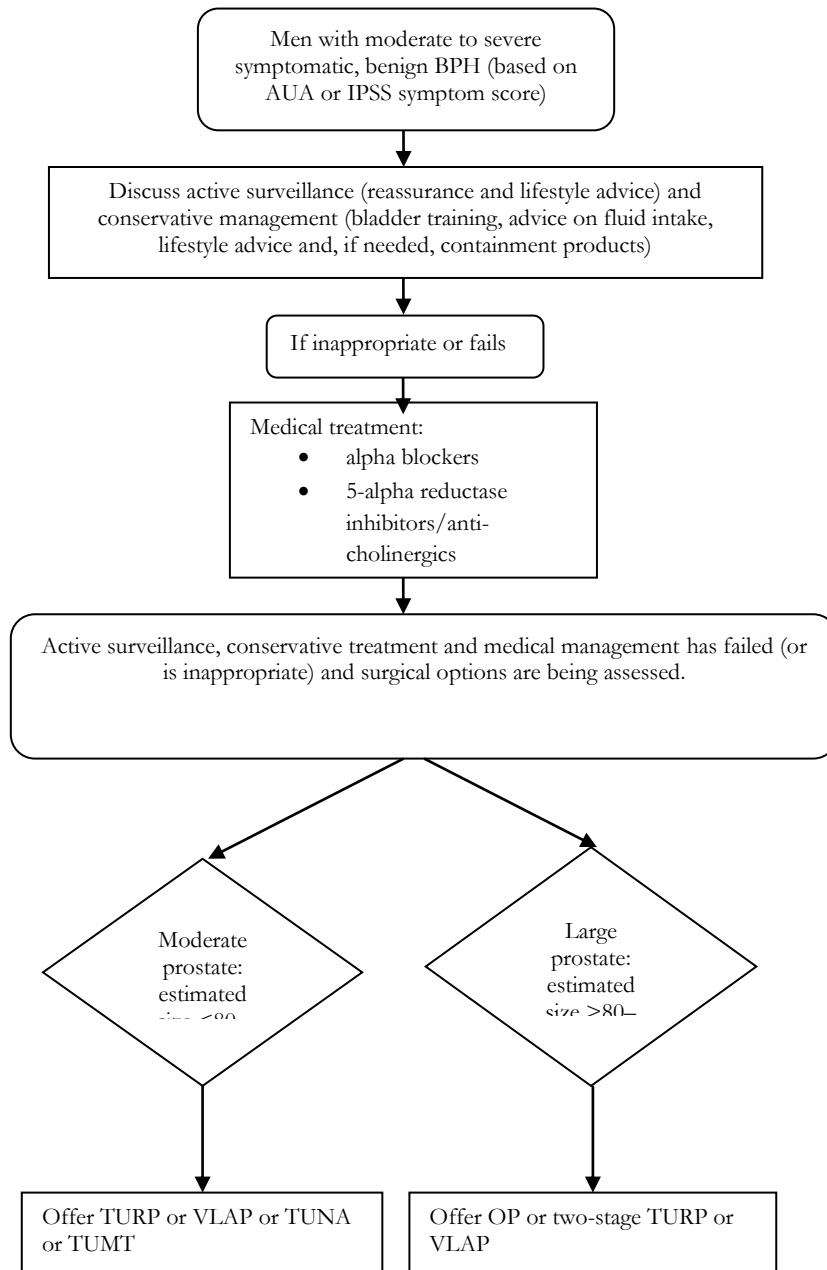 Men with moderate to severe
symptomatic, benign BPH (based on
AUA or IPSS symptom score)
Discuss active surveillance (reassurance and lifestyle advice) and
conservative management (bladder training, advice on fluid intake,
lifestyle advice and, if needed, containment products)
If inappropriate or fails
Medical treatment:
• alpha blockers
• 5-alpha reductase
inhibitors/anti-
cholinergics
Active surveillance, conservative treatment and medical management has failed (or
is inappropriate) and surgical options are being assessed.
Moderate
prostate:
estimated
size
Large
prostate:
estimated
size >80–
Offer TURP or VLAP or TUNA
or TUMT
Offer OP or two-stage TURP or
VLAP